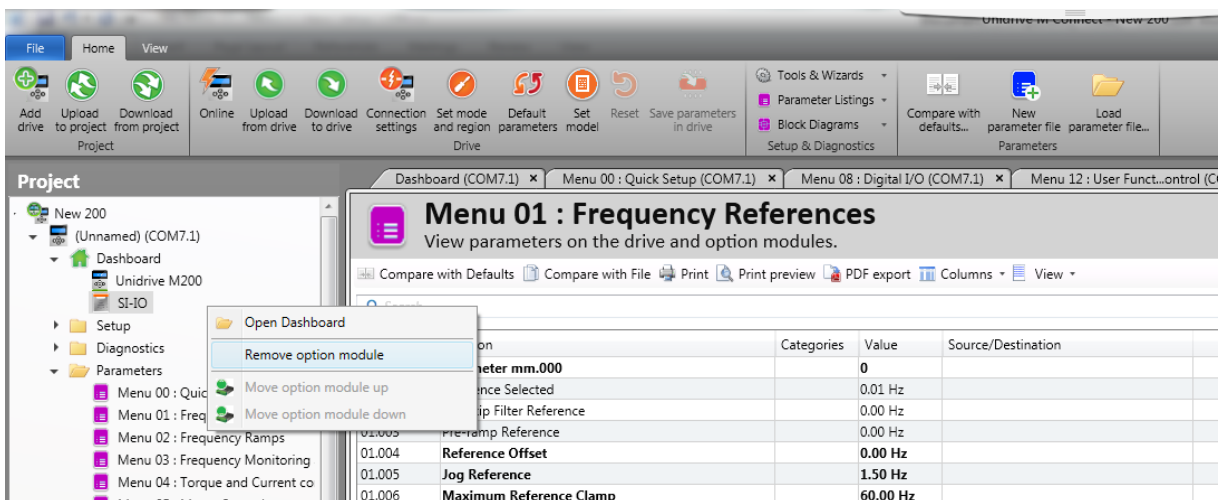 Unidrive M Connect - New 200
File Home View
Add drive
Upload to project
Download from project
Project
Online
Upload from drive
Download to drive
Connection settings
Set mode and region
Default parameters
Set model
Reset
Save parameters in drive
Drive
Tools & Wizards
Parameter Listings
Block Diagrams
Setup & Diagnostics
Compare with defaults...
New parameter file
Load parameter file...
Parameters
Project
New 200
(Unnamed) (COM7.1)
Dashboard
Unidrive M200
SI-IO
Setup
Diagnostics
Parameters
Menu 00 : Quic
Menu 01 : Freq
Menu 02 : Frequency Ramps
Menu 03 : Frequency Monitoring
Menu 04 : Torque and Current co
Open Dashboard
Remove option module
Move option module up
Move option module down
Dashboard (COM7.1) × Menu 00 : Quick Setup (COM7.1) × Menu 08 : Digital I/O (COM7.1) × Menu 12 : User Funct...ontrol (C
Menu 01 : Frequency References
View parameters on the drive and option modules.
Compare with Defaults Compare with File Print Print preview PDF export Columns View
on Categories Value Source/Destination
meter mm.000 0
ence Selected 0.01 Hz
ip Filter Reference 0.00 Hz
01.003 Pre-ramp Reference 0.00 Hz
01.004 Reference Offset 0.00 Hz
01.005 Jog Reference 1.50 Hz
01.006 Maximum Reference Clamp 60.00 Hz